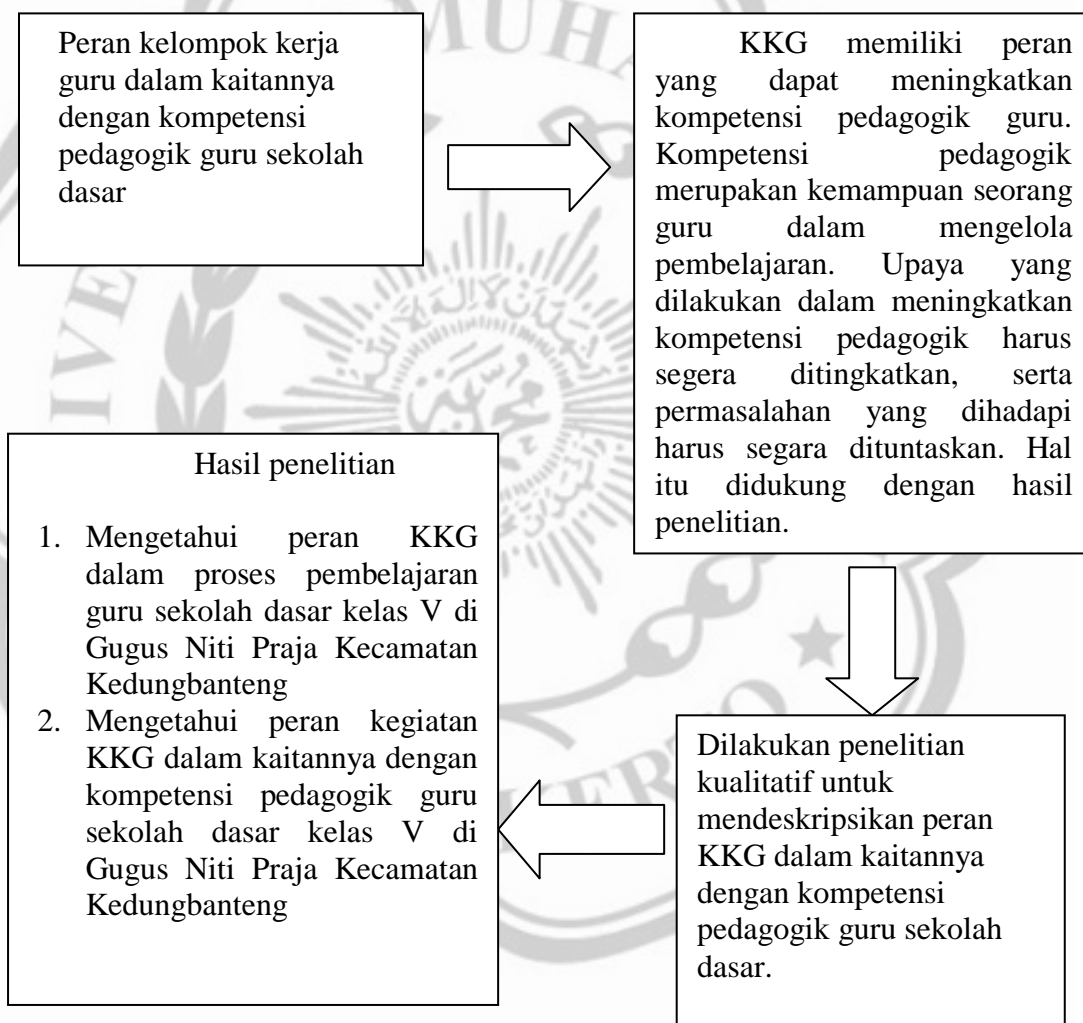 Peran kelompok kerja
guru dalam kaitannya
dengan kompetensi
pedagogik guru sekolah
dasar
KKG memiliki peran
yang dapat meningkatkan
kompetensi pedagogik guru.
Kompetensi pedagogik
merupakan kemampuan seorang
guru dalam mengelola
pembelajaran. Upaya yang
dilakukan dalam meningkatkan
kompetensi pedagogik harus
segera ditingkatkan, serta
permasalahan yang dihadapi
harus segara dituntaskan. Hal
itu didukung dengan hasil
penelitian.
Dilakukan penelitian
kualitatif untuk
mendeskripsikan peran
KKG dalam kaitannya
dengan kompetensi
pedagogik guru sekolah
dasar.
Hasil penelitian
1. Mengetahui peran KKG
dalam proses pembelajaran
guru sekolah dasar kelas V di
Gugus Niti Praja Kecamatan
Kedungbanteng
2. Mengetahui peran kegiatan
KKG dalam kaitannya dengan
kompetensi pedagogik guru
sekolah dasar kelas V di
Gugus Niti Praja Kecamatan
Kedungbanteng